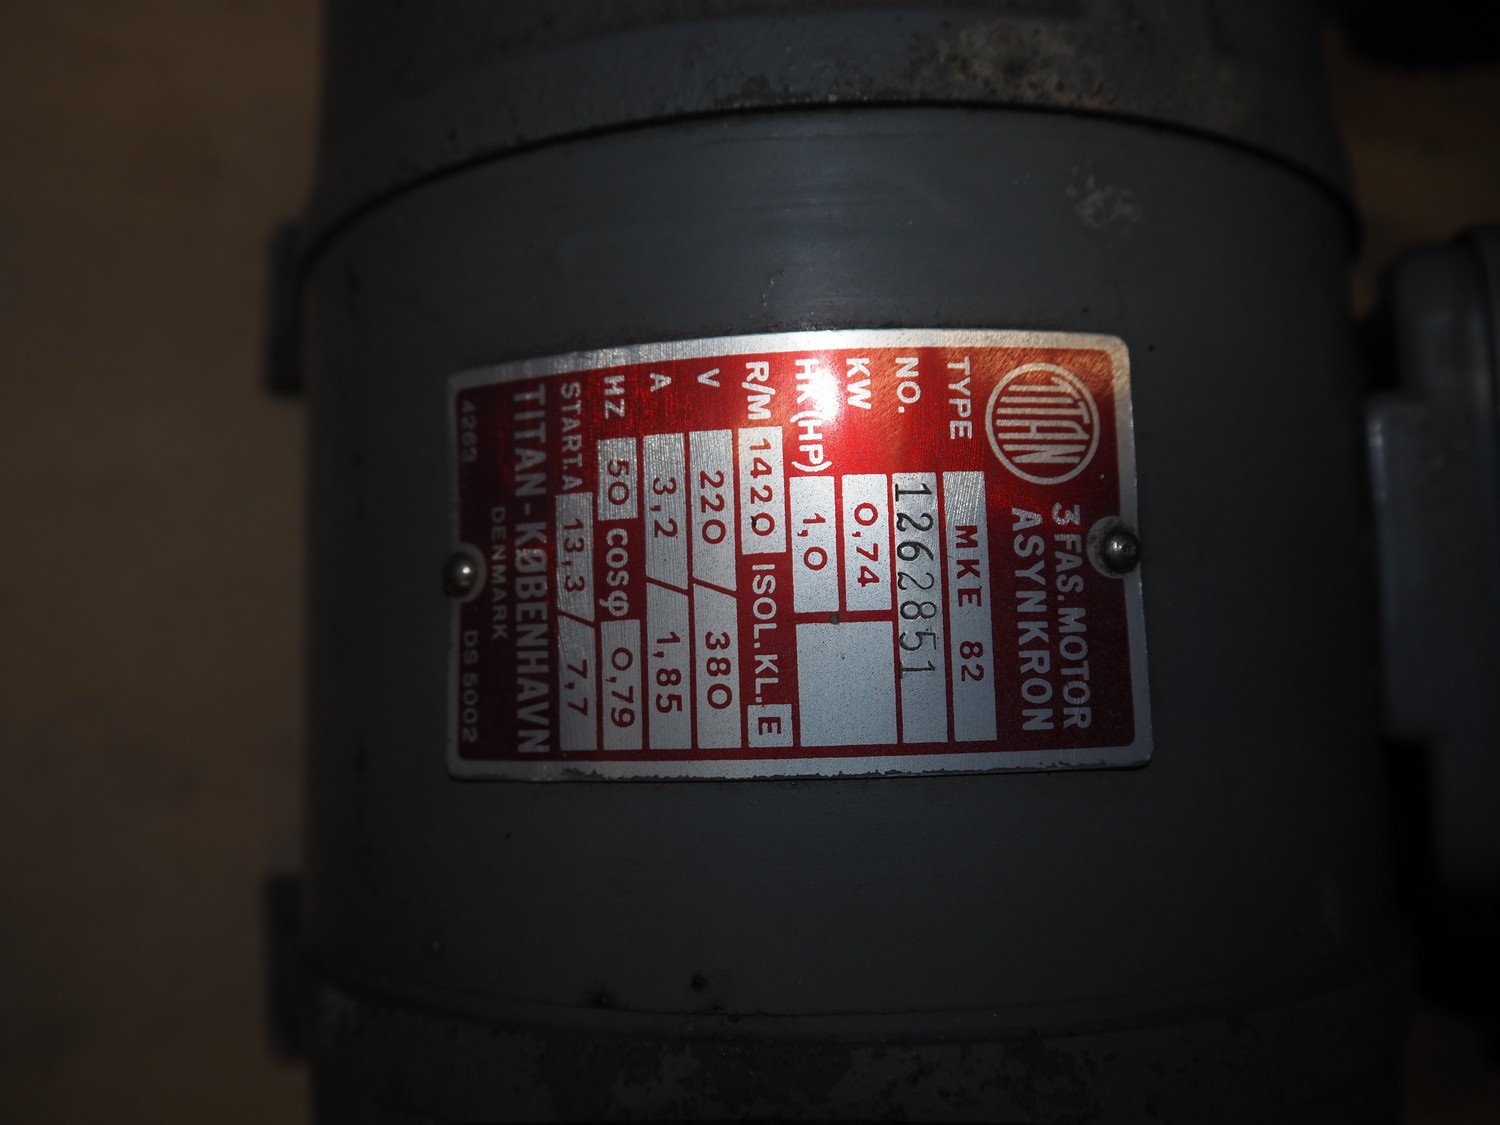 TITAN
3 FAS. MOTOR
ASYNKRON
TYPE MKE 82
NO. 1262851
KW 0,74
HK (HP) 1,0
R/M 1420 ISOL.KL. E
V 220 / 380
A 3,2 / 1,85
HZ 50 COSφ 0,79
START.A 13,3 / 7,7
TITAN-KØBENHAVN
DENMARK
4263 DS 5002